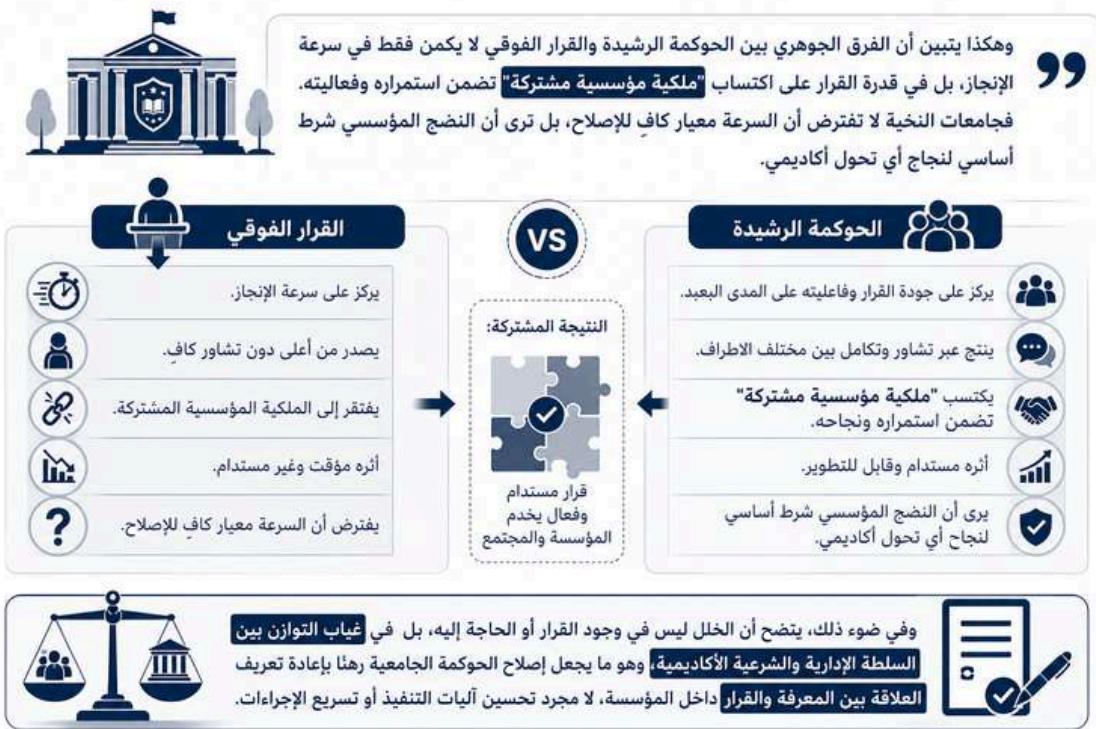 وهكذا يتبين أن الفرق الجوهري بين الحوكمة الرشيدة والقرار الفوقي لا يكمن فقط في سرعة
الإنجاز، بل في قدرة القرار على اكتساب "ملكية مؤسسية مشتركة" تضمن استمراره وفعاليته.
فجامعات النخبة لا تفترض أن السرعة معيار كافٍ للإصلاح، بل ترى أن النضج المؤسسي شرط
أساسي لنجاح أي تحول أكاديمي.
الحوكمة الرشيدة
يركز على جودة القرار وفاعليته على المدى البعبد.
ينتج عبر تشاور وتكامل بين مختلف الاطراف.
يكتسب "ملكية مؤسسية مشتركة"
تضمن استمراره ونجاحه.
أثره مستدام وقابل للتطوير.
يرى أن النضج المؤسسي شرط أساسي
لنجاح أي تحول أكاديمي.
VS
النتيجة المشتركة:
قرار مستدام
وفعال يخدم
المؤسسة والمجتمع
القرار الفوقي
يركز على سرعة الإنجاز.
يصدر من أعلى دون تشاور كافٍ.
يفتقر إلى الملكية المؤسسية المشتركة.
أثره مؤقت وغير مستدام.
يفترض أن السرعة معيار كافٍ للإصلاح.
وفي ضوء ذلك، يتضح أن الخلل ليس في وجود القرار أو الحاجة إليه، بل في غياب التوازن بين
السلطة الإدارية والشرعية الأكاديمية، وهو ما يجعل إصلاح الحوكمة الجامعية رهنًا بإعادة تعريف
العلاقة بين المعرفة والقرار داخل المؤسسة، لا مجرد تحسين آليات التنفيذ أو تسريع الإجراءات.